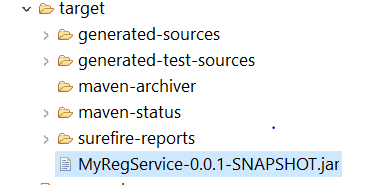 target
generated-sources
generated-test-sources
maven-archiver
maven-status
surefire-reports
MyRegService-0.0.1-SNAPSHOT.jar